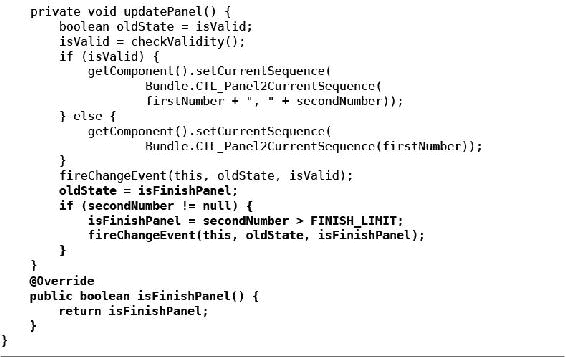 private void updatePanel() {
boolean oldState = isValid;
isValid = checkValidity();
if (isValid) {
getComponent().setCurrentSequence(
Bundle.CTL_Panel2CurrentSequence(
firstNumber + ", " + secondNumber));
} else {
getComponent().setCurrentSequence(
Bundle.CTL_Panel2CurrentSequence(firstNumber));
}
fireChangeEvent(this, oldState, isValid);
oldState = isFinishPanel;
if (secondNumber != null) {
isFinishPanel = secondNumber > FINISH_LIMIT;
fireChangeEvent(this, oldState, isFinishPanel);
}
}
@Override
public boolean isFinishPanel() {
return isFinishPanel;
}
}